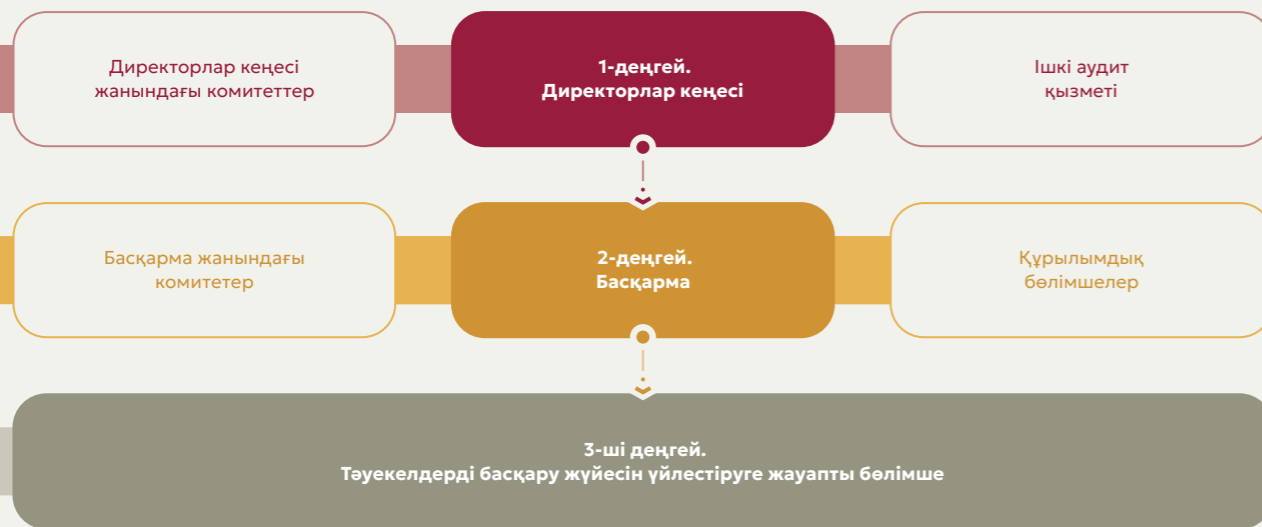 Директорлар кеңесі
жанындағы комитеттер
1-деңгей.
Директорлар кеңесі
Ішкі аудит
қызметі
Басқарма жанындағы
комитетер
2-деңгей.
Басқарма
Құрылымдық
бөлімшелер
3-ші деңгей.
Тәуекелдерді басқару жүйесін үйлестіруге жауапты бөлімше